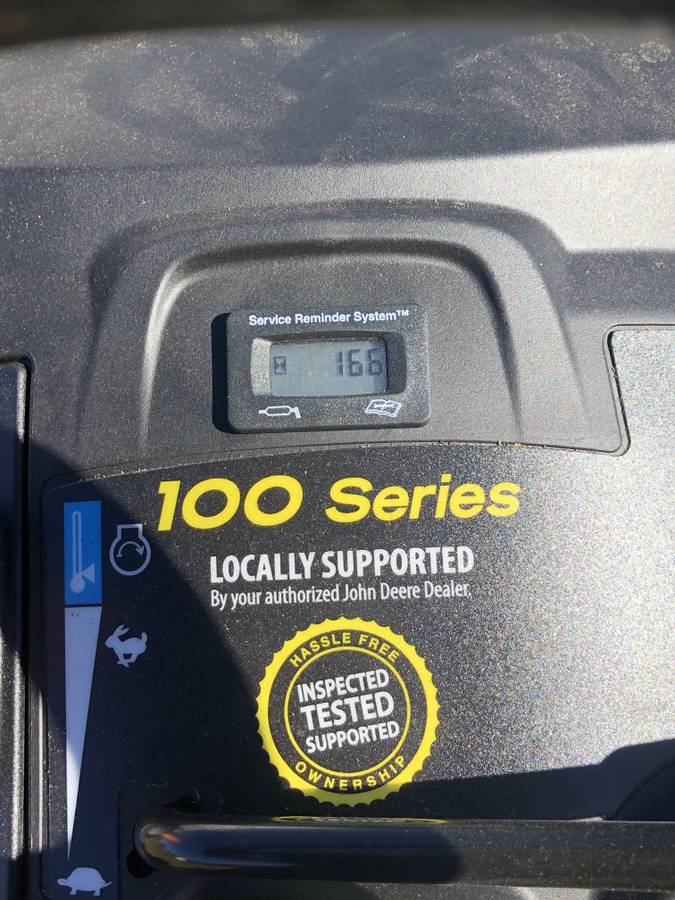 Service Reminder System™
166
100 Series
LOCALLY SUPPORTED
By your authorized John Deere Dealer.
HASSLE FREE
INSPECTED
TESTED
SUPPORTED
OWNERSHIP